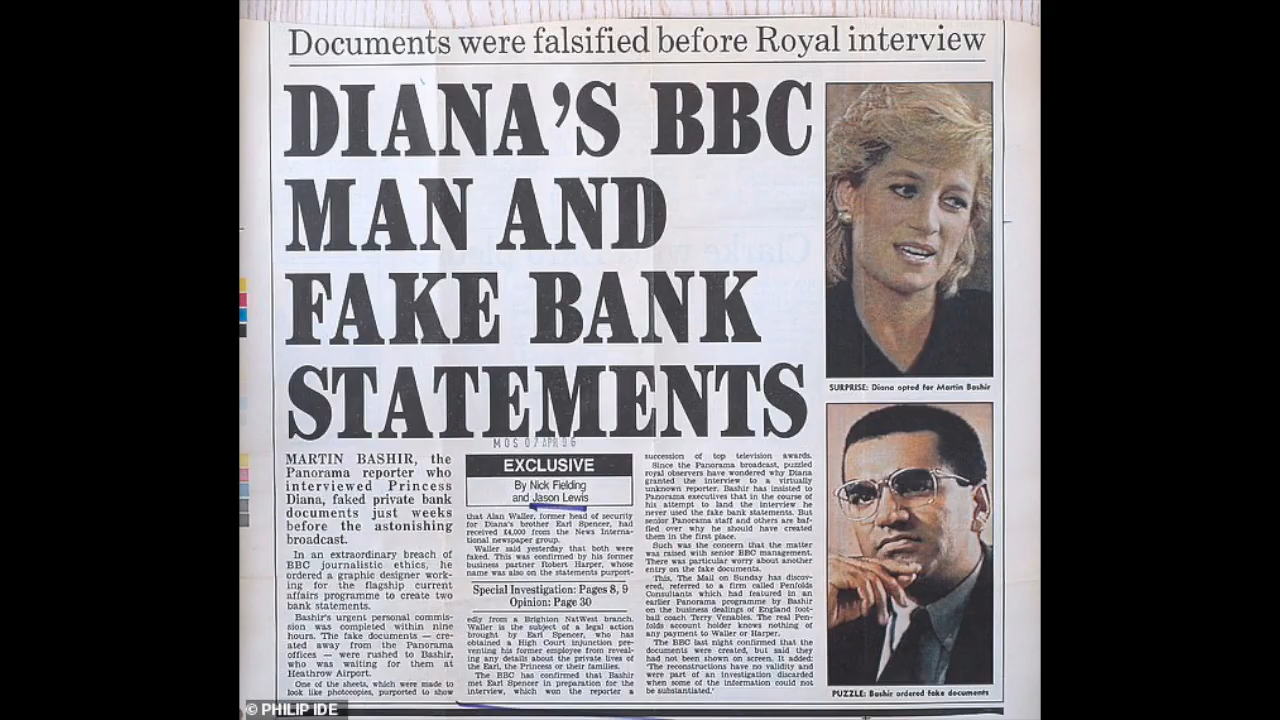 Documents were falsified before Royal interview
DIANA'S BBC
MAN AND
FAKE BANK
STATEMENTS
MOS 07 APR 96
MARTIN BASHIR, the
Panorama reporter who
interviewed Princess
Diana, faked private bank
documents just weeks
before the astonishing
broadcast.
In an extraordinary breach of
BBC journalistic ethics, he
ordered a graphic designer work-
ing for the flagship current
affairs programme to create two
bank statements.
Bashir's urgent personal commis-
sion was completed within nine
hours. The fake documents — cre-
ated away from the Panorama
offices — were rushed to Bashir,
who was waiting for them at
Heathrow Airport.
One of the sheets, which were made to
look like photocopies, purported to show
EXCLUSIVE
By Nick Fielding
and Jason Lewis
that Alan Waller, former head of security
for Diana's brother Earl Spencer, had
received £4,000 from the News Interna-
tional newspaper group.
Waller said yesterday that both were
faked. This was confirmed by his former
business partner Robert Harper, whose
name was also on the statements purport-
Special Investigation: Pages 8, 9
Opinion: Page 30
edly from a Brighton NatWest branch.
Waller is the subject of a legal action
brought by Earl Spencer, who has
obtained a High Court injunction pre-
venting his former employee from reveal-
ing any details about the private lives of
the Earl, the Princess or their families.
The BBC has confirmed that Bashir
met Earl Spencer in preparation for the
interview, which won the reporter a
succession of top television awards.
Since the Panorama broadcast, puzzled
royal observers have wondered why Diana
granted the interview to a virtually
unknown reporter. Bashir has insisted to
Panorama executives that in the course of
his attempt to land the interview he
never used the fake bank statements. But
senior Panorama staff and others are baf-
fled over why he should have created
them in the first place.
Such was the concern that the matter
was raised with senior BBC management.
There was particular worry about another
entry on the fake documents.
This, The Mail on Sunday has discov-
ered, referred to a firm called Penfolds
Consultants which had featured in an
earlier Panorama programme by Bashir
on the business dealings of England foot-
ball coach Terry Venables. The real Pen-
folds account holder knows nothing of
any payment to Waller or Harper.
The BBC last night confirmed that the
documents were created, but said they
had not been shown on screen. It added:
'The reconstructions have no validity and
were part of an investigation discarded
when some of the information could not
be substantiated.'
SURPRISE: Diana opted for Martin Bashir
PUZZLE: Bashir ordered fake documents
© PHILIP IDE